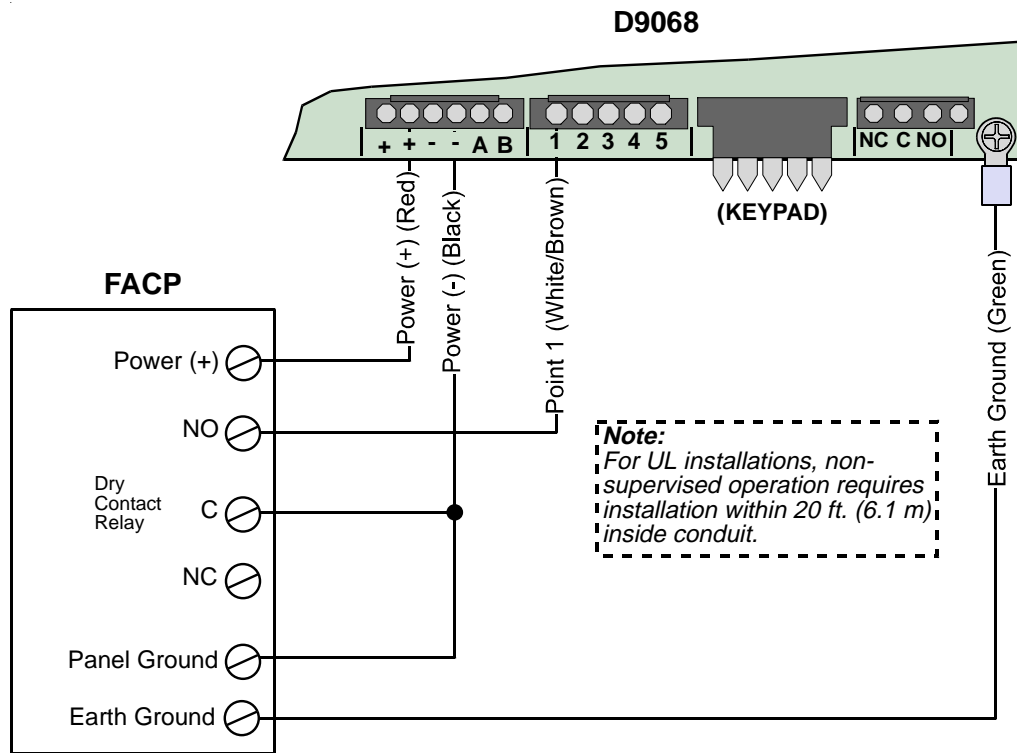 D9068
+ + - - A B
1 2 3 4 5
NC C NO
(KEYPAD)
Power (+) (Red)
Power (-) (Black)
Point 1 (White/Brown)
Earth Ground (Green)
FACP
Power (+)
NO
Dry
Contact
Relay
C
NC
Panel Ground
Earth Ground
Note:
For UL installations, non-
supervised operation requires
installation within 20 ft. (6.1 m)
inside conduit.